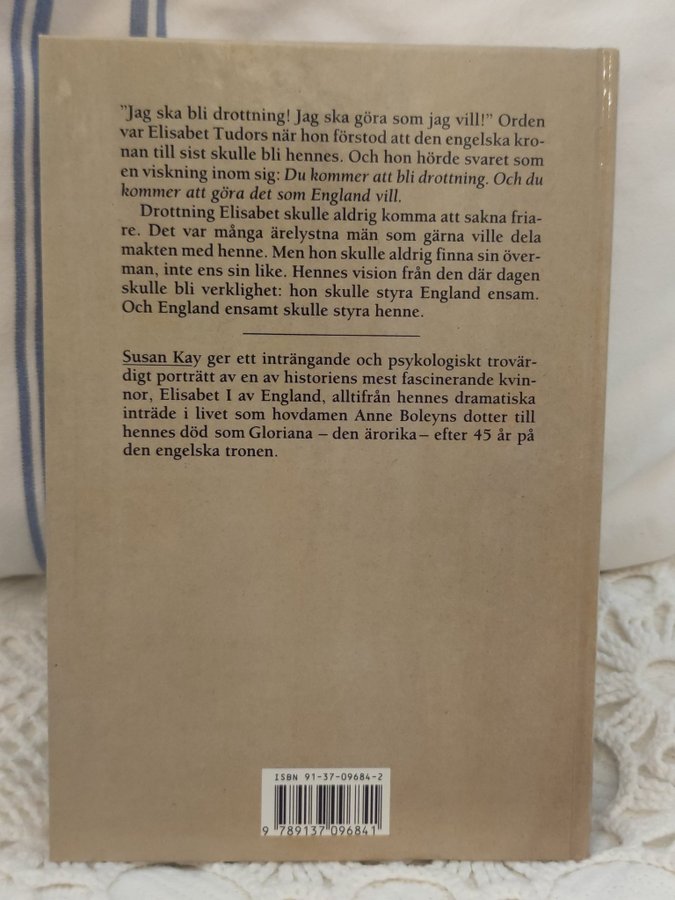 "Jag ska bli drottning! Jag ska göra som jag vill!" Orden
var Elisabet Tudors när hon förstod att den engelska kro-
nan till sist skulle bli hennes. Och hon hörde svaret som
en viskning inom sig: Du kommer att bli drottning. Och du
kommer att göra det som England vill.
Drottning Elisabet skulle aldrig komma att sakna fria-
re. Det var många ärelystna män som gärna ville dela
makten med henne. Men hon skulle aldrig finna sin över-
man, inte ens sin like. Hennes vision från den där dagen
skulle bli verklighet: hon skulle styra England ensam.
Och England ensamt skulle styra henne.
Susan Kay ger ett inträngande och psykologiskt trovär-
digt porträtt av en av historiens mest fascinerande kvin-
nor, Elisabet I av England, alltifrån hennes dramatiska
inträde i livet som hovdamen Anne Boleyns dotter till
hennes död som Gloriana – den ärorika – efter 45 år på
den engelska tronen.
ISBN 91-37-09684-2
9 789137 096841